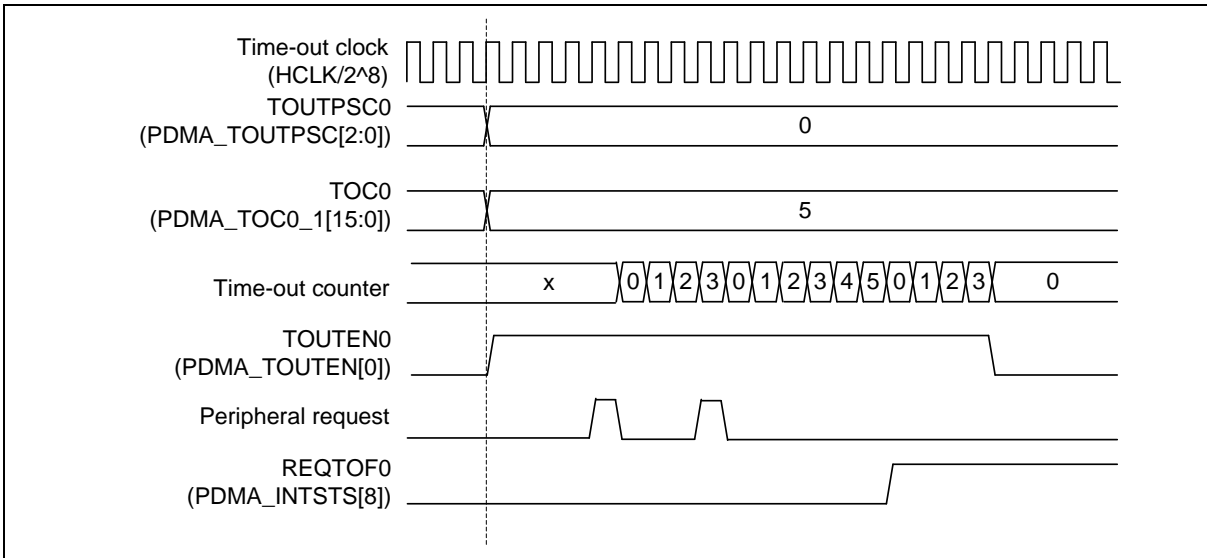 Time-out clock
(HCLK/2^8)
TOUTPSC0
(PDMA_TOUTPSC[2:0])
0
TOC0
(PDMA_TOC0_1[15:0])
5
Time-out counter
x 0 1 2 3 0 1 2 3 4 5 0 1 2 3 0
TOUTEN0
(PDMA_TOUTEN[0])
Peripheral request
REQTOF0
(PDMA_INTSTS[8])